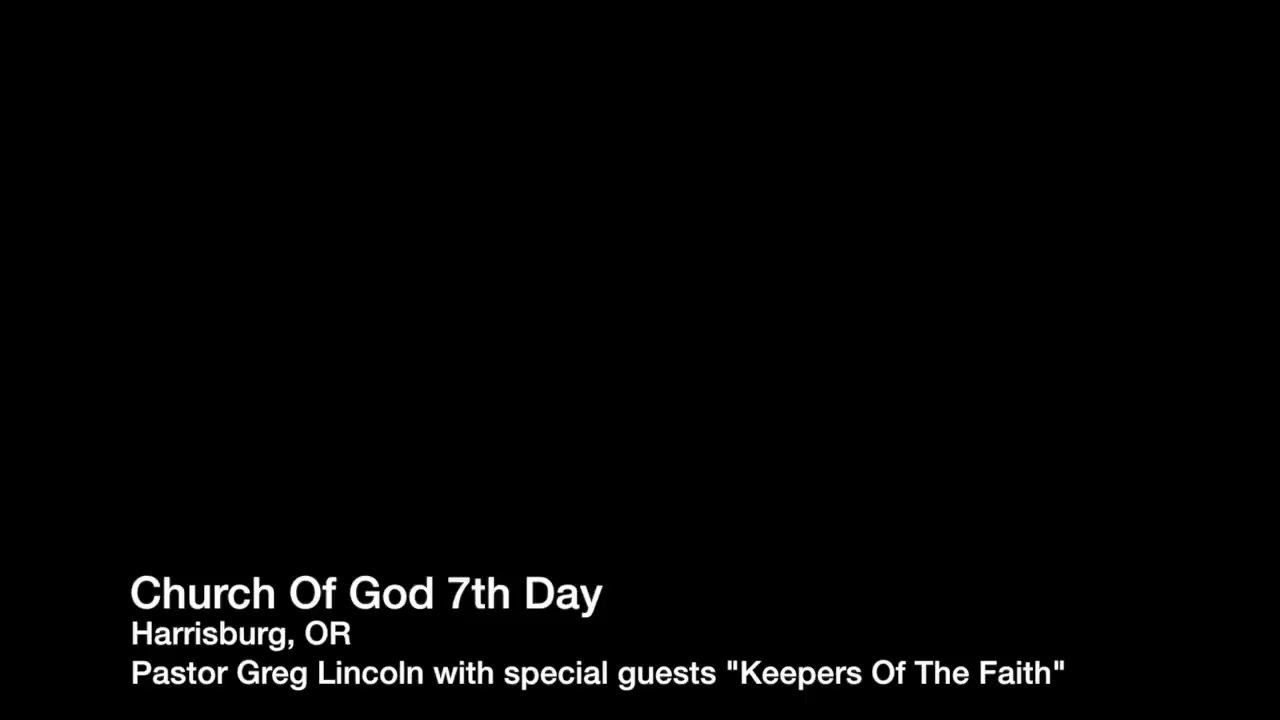 Church Of God 7th Day
Harrisburg, OR
Pastor Greg Lincoln with special guests "Keepers Of The Faith"